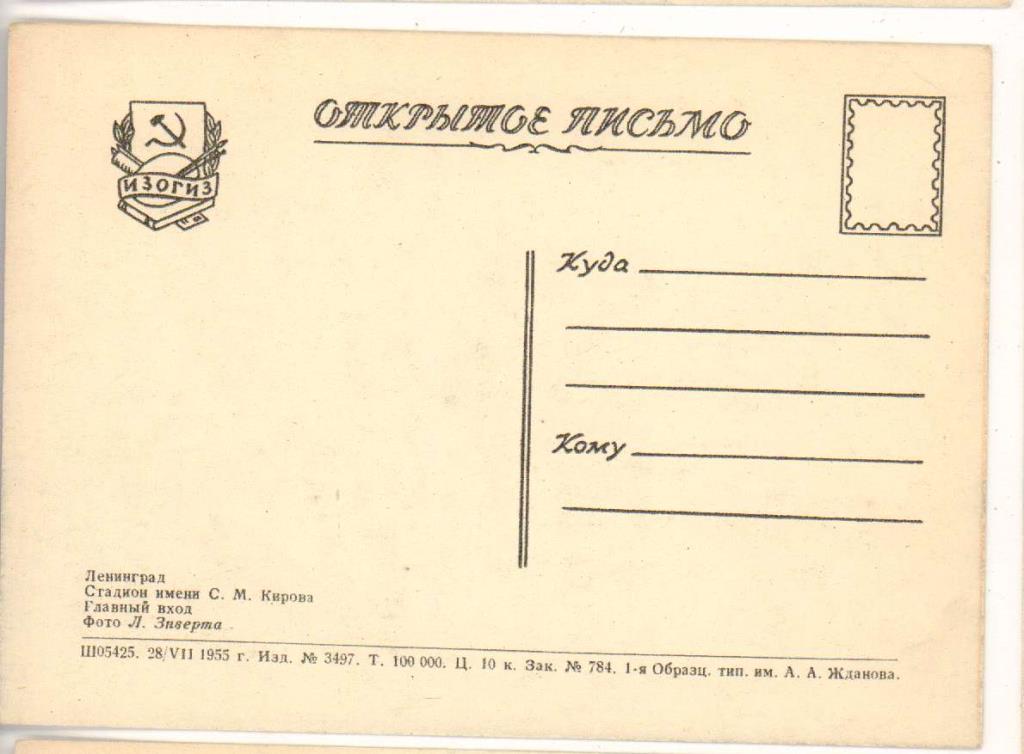 ОТКРЫТОЕ ПИСЬМО
ИЗОГИЗ
Куда
Кому
Ленинград
Стадион имени С. М. Кирова
Главный вход
Фото Л. Зиверта
Ш05425. 28/VII 1955 г. Изд. № 3497. Т. 100 000. Ц. 10 к. Зак. № 784. 1-я Образц. тип. им. А. А. Жданова.